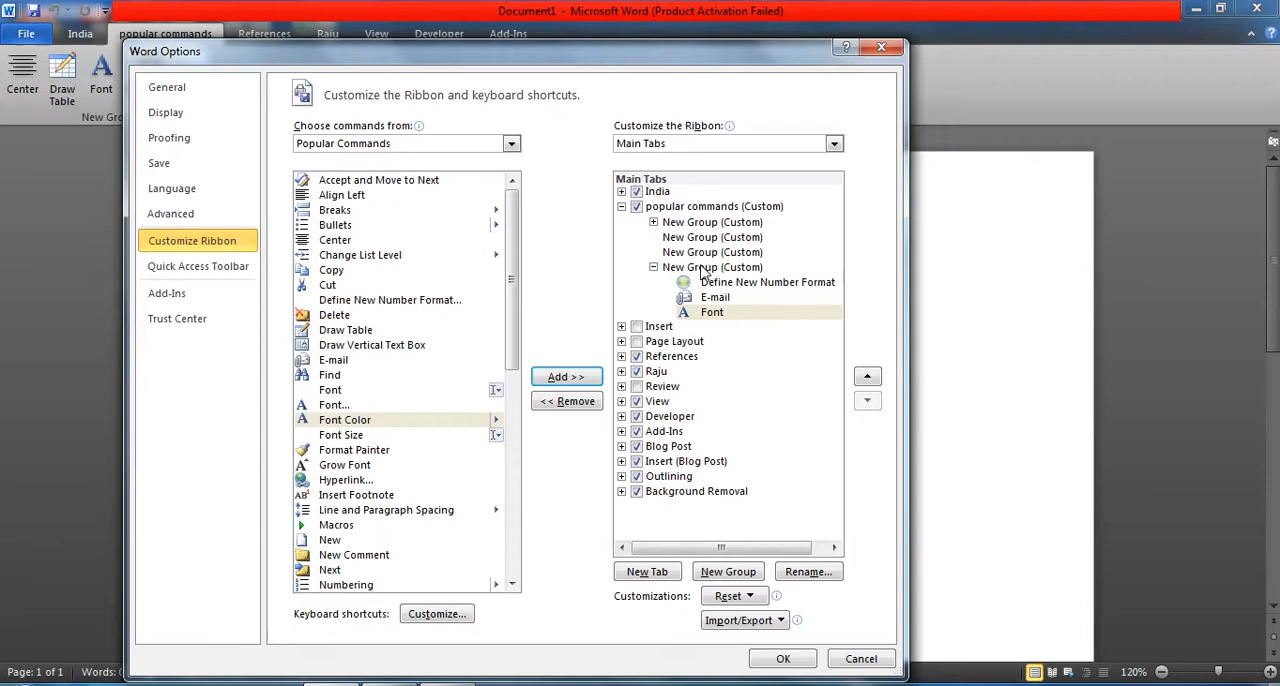 Document1 - Microsoft Word (Product Activation Failed)
File India popular commands References Raju View Developer Add-Ins
Center Draw Table Font
Word Options
General
Display
Proofing
Save
Language
Advanced
Customize Ribbon
Quick Access Toolbar
Add-Ins
Trust Center
Customize the Ribbon and keyboard shortcuts.
Choose commands from:
Popular Commands
Accept and Move to Next
Align Left
Breaks
Bullets
Center
Change List Level
Copy
Cut
Define New Number Format...
Delete
Draw Table
Draw Vertical Text Box
E-mail
Find
Font
Font...
Font Color
Font Size
Format Painter
Grow Font
Hyperlink...
Insert Footnote
Line and Paragraph Spacing
Macros
New
New Comment
Next
Numbering
Keyboard shortcuts: Customize...
Add >>
<< Remove
Customize the Ribbon:
Main Tabs
Main Tabs
India
popular commands (Custom)
New Group (Custom)
New Group (Custom)
New Group (Custom)
New Group (Custom)
Define New Number Format
E-mail
Font
Insert
Page Layout
References
Raju
Review
View
Developer
Add-Ins
Blog Post
Insert (Blog Post)
Outlining
Background Removal
New Tab New Group Rename...
Customizations: Reset
Import/Export
OK Cancel
Page: 1 of 1 Words: 120%